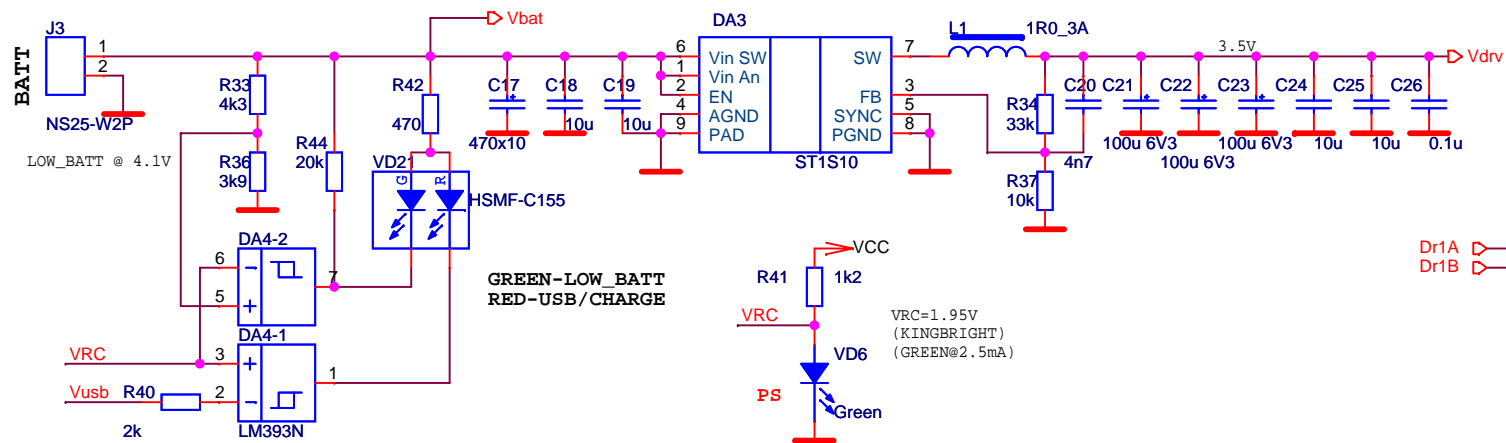 J3
BATT
1
2
NS25-W2P
R33
4k3
LOW_BATT @ 4.1V
R36
3k9
R44
20k
R42
470
VD21
G
R
HSMF-C155
Vbat
C17
470x10
C18
10u
C19
10u
DA3
6
1
2
4
9
Vin SW
Vin An
EN
AGND
PAD
SW
FB
SYNC
PGND
7
3
5
8
ST1S10
L1
1R0_3A
3.5V
Vdrv
R34
33k
R37
10k
C20
4n7
C21
100u 6V3
C22
100u 6V3
C23
100u 6V3
C24
10u
C25
10u
C26
0.1u
DA4-2
6
5
7
DA4-1
3
2
1
LM393N
VRC
Vusb
R40
2k
GREEN-LOW_BATT
RED-USB/CHARGE
VCC
R41
1k2
VRC
VRC=1.95V
(KINGBRIGHT)
(GREEN@2.5mA)
VD6
PS
Green
Dr1A
Dr1B